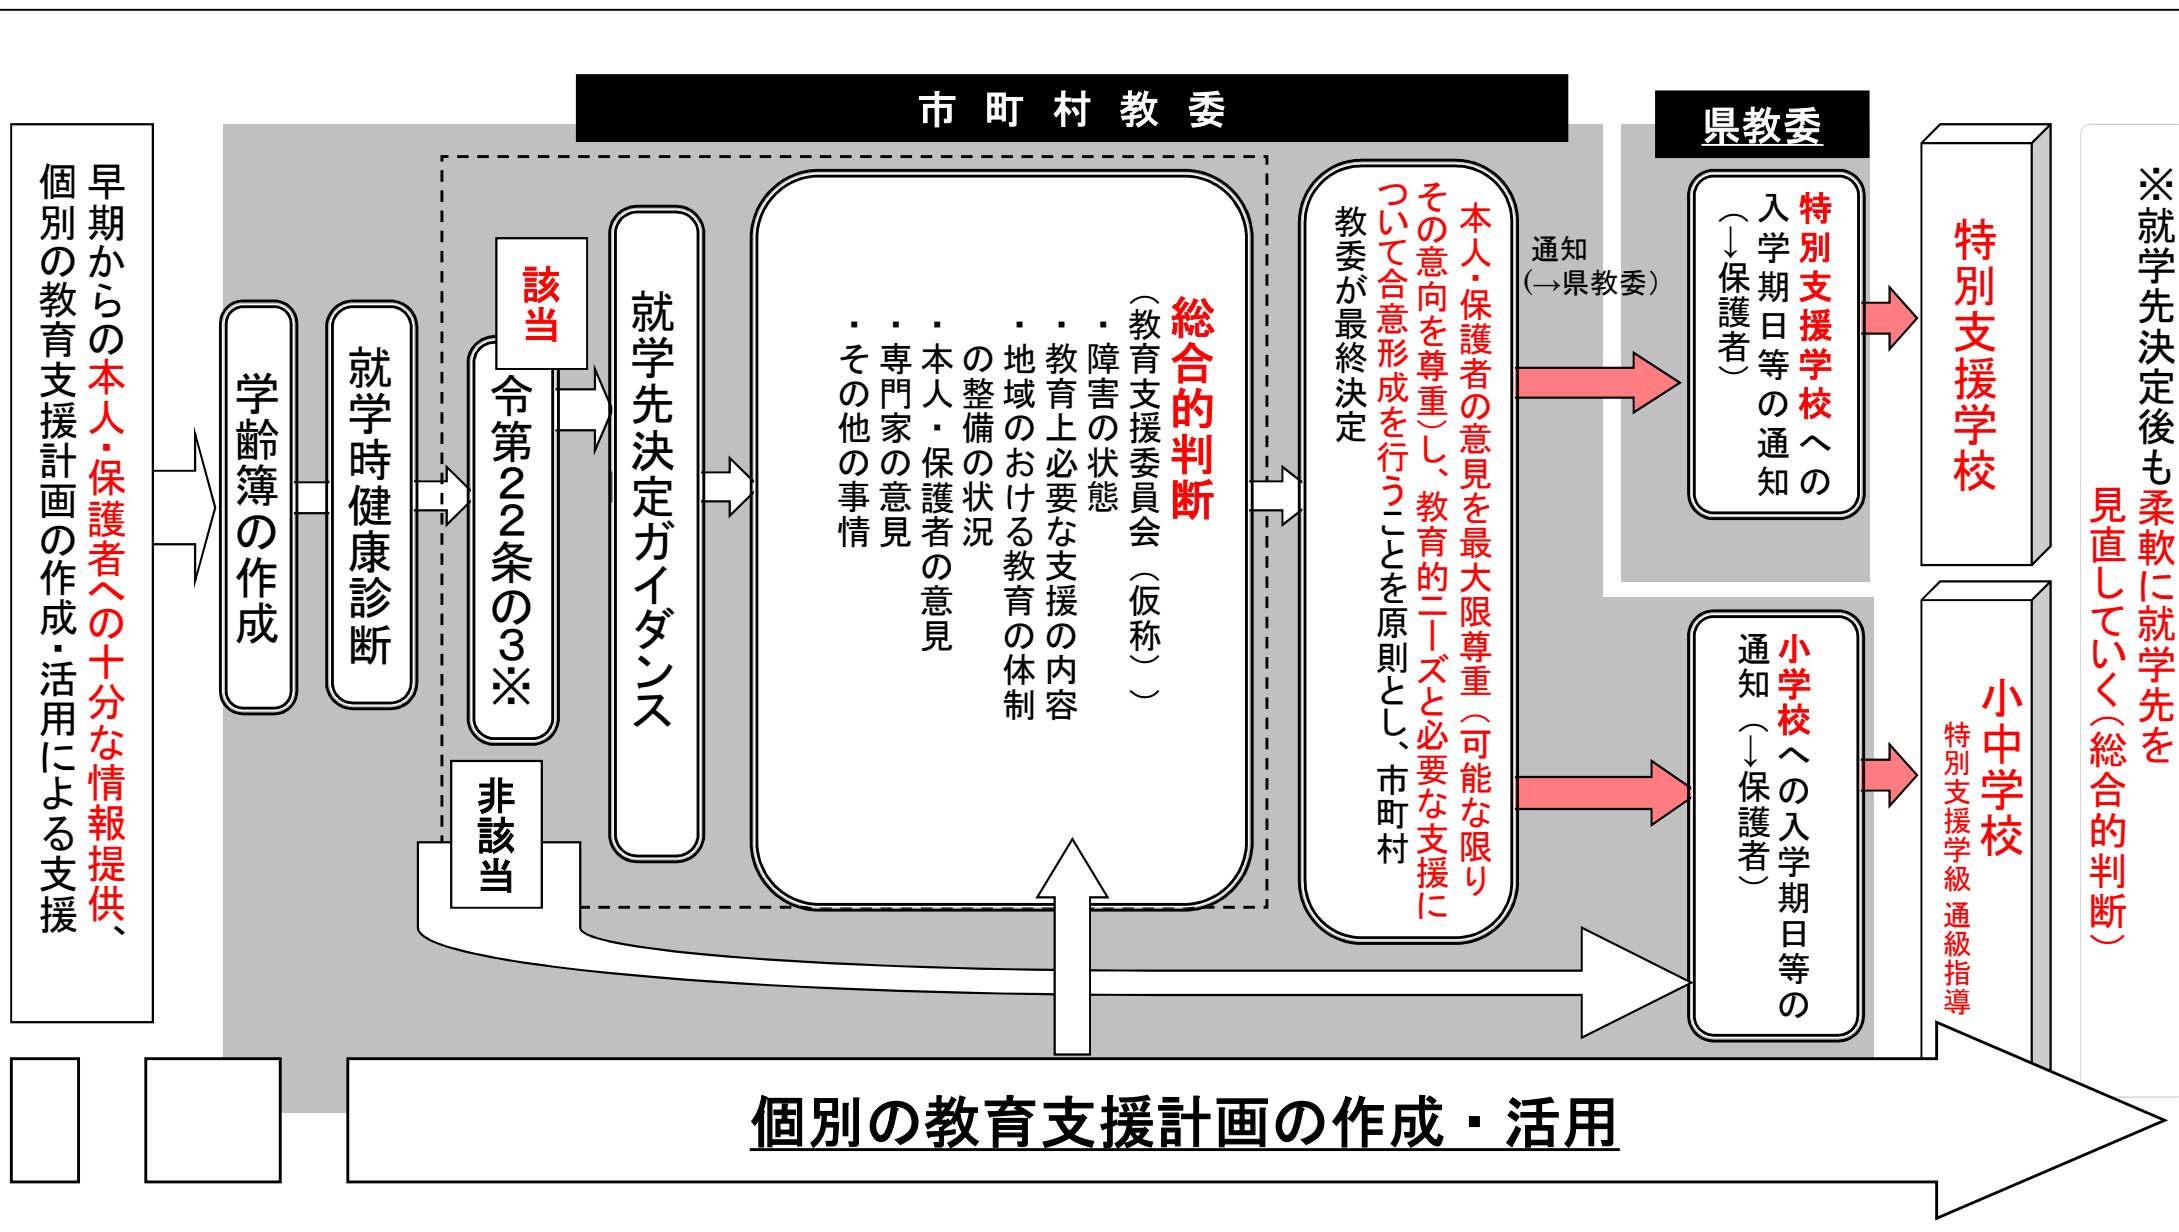 市町村教委
県教委
早期からの本人・保護者への十分な情報提供、
個別の教育支援計画の作成・活用による支援
学齢簿の作成
就学時健康診断
該当
令第２２条の３※
非該当
就学先決定ガイダンス
総合的判断
（教育支援委員会（仮称））
・障害の状態
・教育上必要な支援の内容
・地域のおける教育の体制
の整備の状況
・本人・保護者の意見
・専門家の意見
・その他の事情
本人・保護者の意見を最大限尊重（可能な限り
その意向を尊重）し、教育的ニーズと必要な支援に
ついて合意形成を行うことを原則とし、市町村
教委が最終決定
通知
（→県教委）
特別支援学校への
入学期日等の通知
（→保護者）
小学校への入学期日等の
通知（→保護者）
特別支援学校
小中学校
特別支援学級 通級指導
※就学先決定後も柔軟に就学先を
見直していく（総合的判断）
個別の教育支援計画の作成・活用